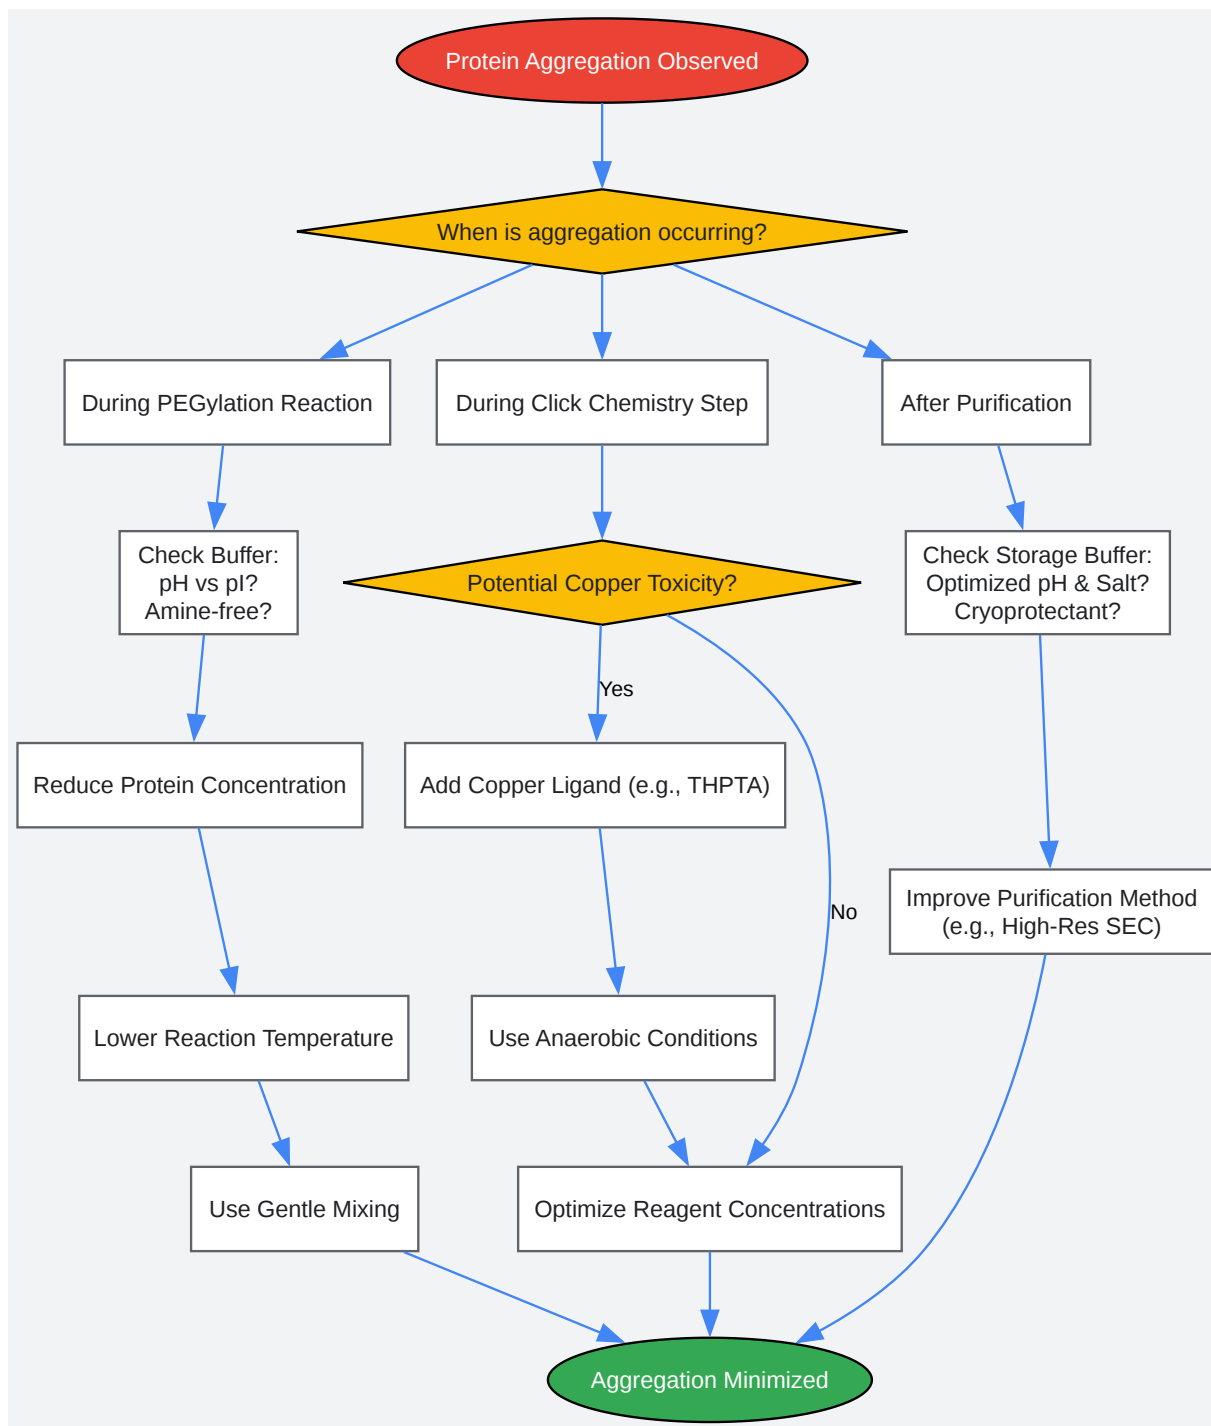 Protein Aggregation Observed
When is aggregation occurring?
During PEGylation Reaction
During Click Chemistry Step
After Purification
Check Buffer:
pH vs pI?
Amine-free?
Potential Copper Toxicity?
Check Storage Buffer:
Optimized pH & Salt?
Cryoprotectant?
Yes
Reduce Protein Concentration
Add Copper Ligand (e.g., THPTA)
No
Improve Purification Method
(e.g., High-Res SEC)
Lower Reaction Temperature
Use Anaerobic Conditions
Use Gentle Mixing
Optimize Reagent Concentrations
Aggregation Minimized